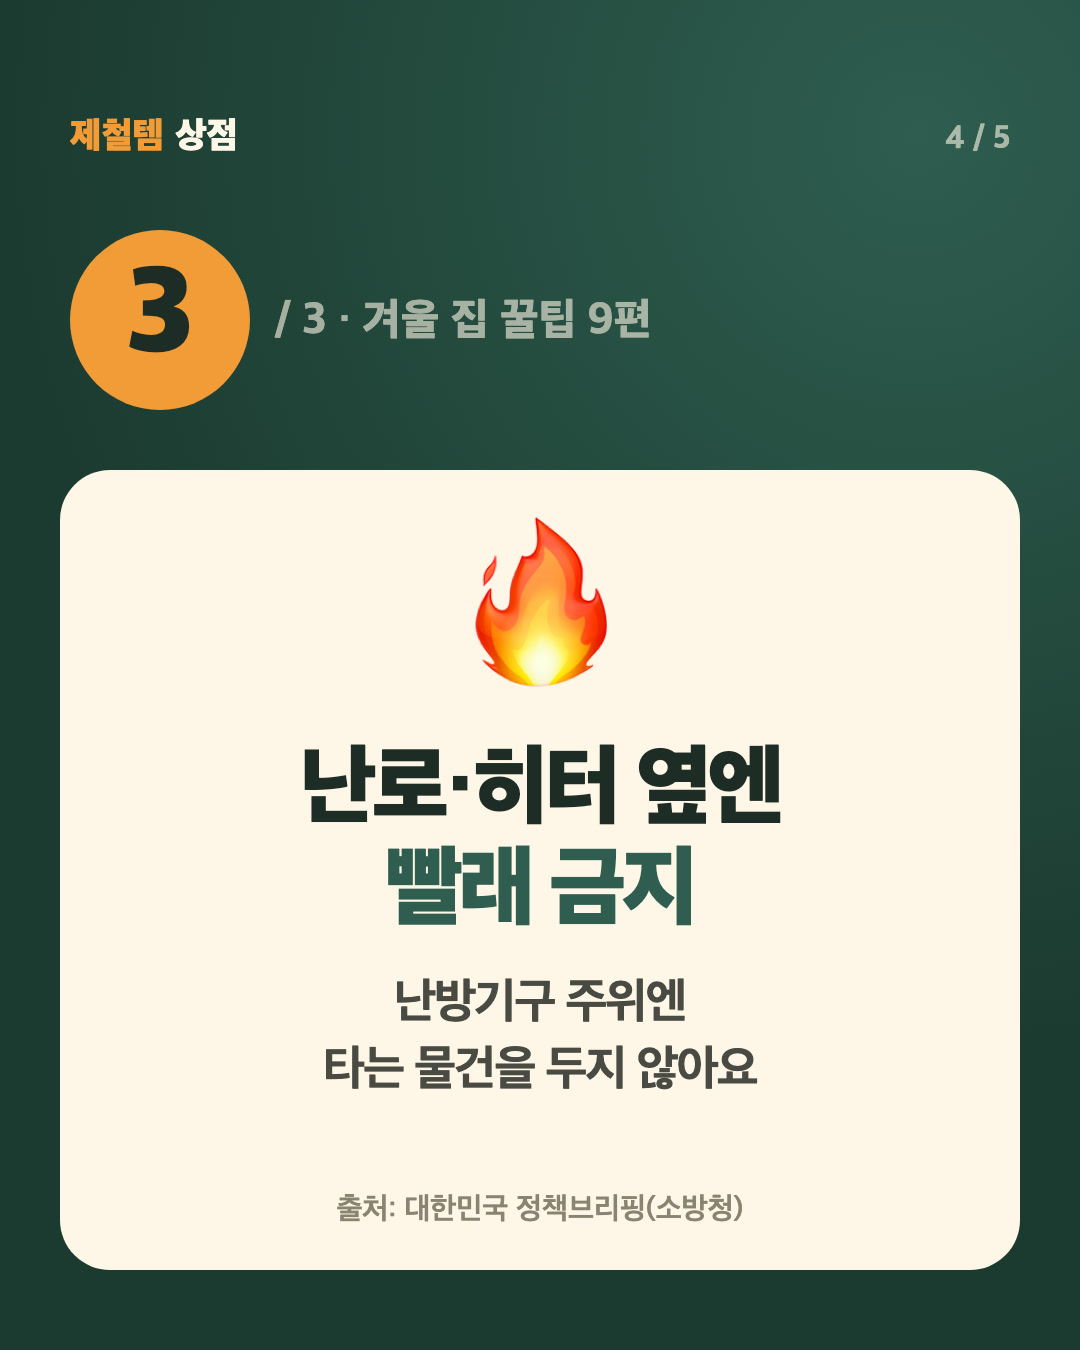 제철템 상점
4 / 5
3
/ 3 · 겨울 집 꿀팁 9편
난로·히터 옆엔
빨래 금지
난방기구 주위엔
타는 물건을 두지 않아요
출처: 대한민국 정책브리핑(소방청)